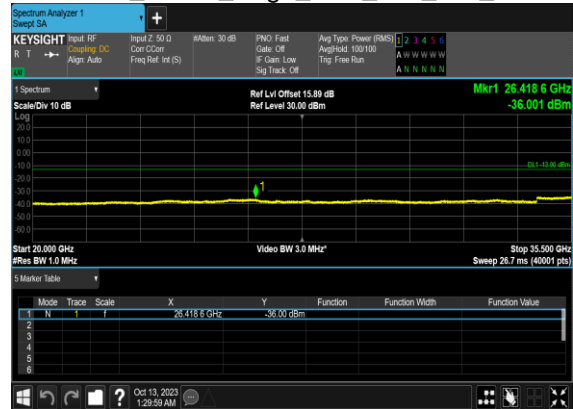 Spectrum Analyzer 1
Swept SA
+
KEYSIGHT Input: RF Input Z: 50 Ω #Atten: 30 dB PNO: Fast Avg Type: Power (RMS) 1 2 3 4 5 6
R T Coupling: DC Corr CCorr Gate: Off Avg|Hold: 100/100 A W W W W W
Align: Auto Freq Ref: Int (S) IF Gain: Low Trig: Free Run
LW Sig Track: Off A N N N N N
1 Spectrum Ref Lvl Offset 15.89 dB Mkr1 26.418 6 GHz
Scale/Div 10 dB Ref Level 30.00 dBm -36.001 dBm
Log
20.0
10.0
0.00
-10.0
DL1 -13.00 dBm
-20.0
-30.0
1
-40.0
-50.0
-60.0
Start 20.000 GHz Video BW 3.0 MHz* Stop 35.500 GHz
#Res BW 1.0 MHz Sweep 26.7 ms (40001 pts)
5 Marker Table
Mode Trace Scale X Y Function Function Width Function Value
1 N 1 f 26.418 6 GHz -36.00 dBm
2
3
4
5
6
? Oct 13, 2023
1:29:59 AM